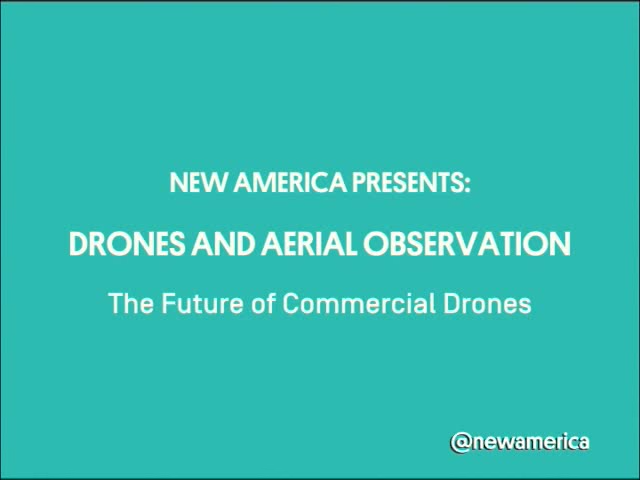 NEW AMERICA PRESENTS:
DRONES AND AERIAL OBSERVATION
The Future of Commercial Drones
@newamerica